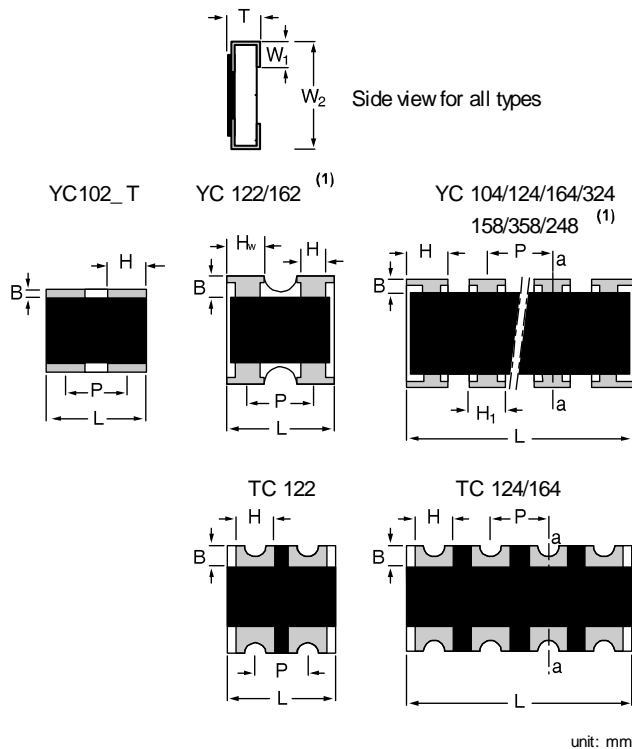 T
W1
W2
Side view for all types
YC102_T
YC 122/162 (1)
YC 104/124/164/324
158/358/248 (1)
H
B
P
L
Hw
H
B
P
L
H
P
a
B
H1
a
L
TC 122
TC 124/164
H
B
P
L
H
P
a
B
a
L
unit: mm